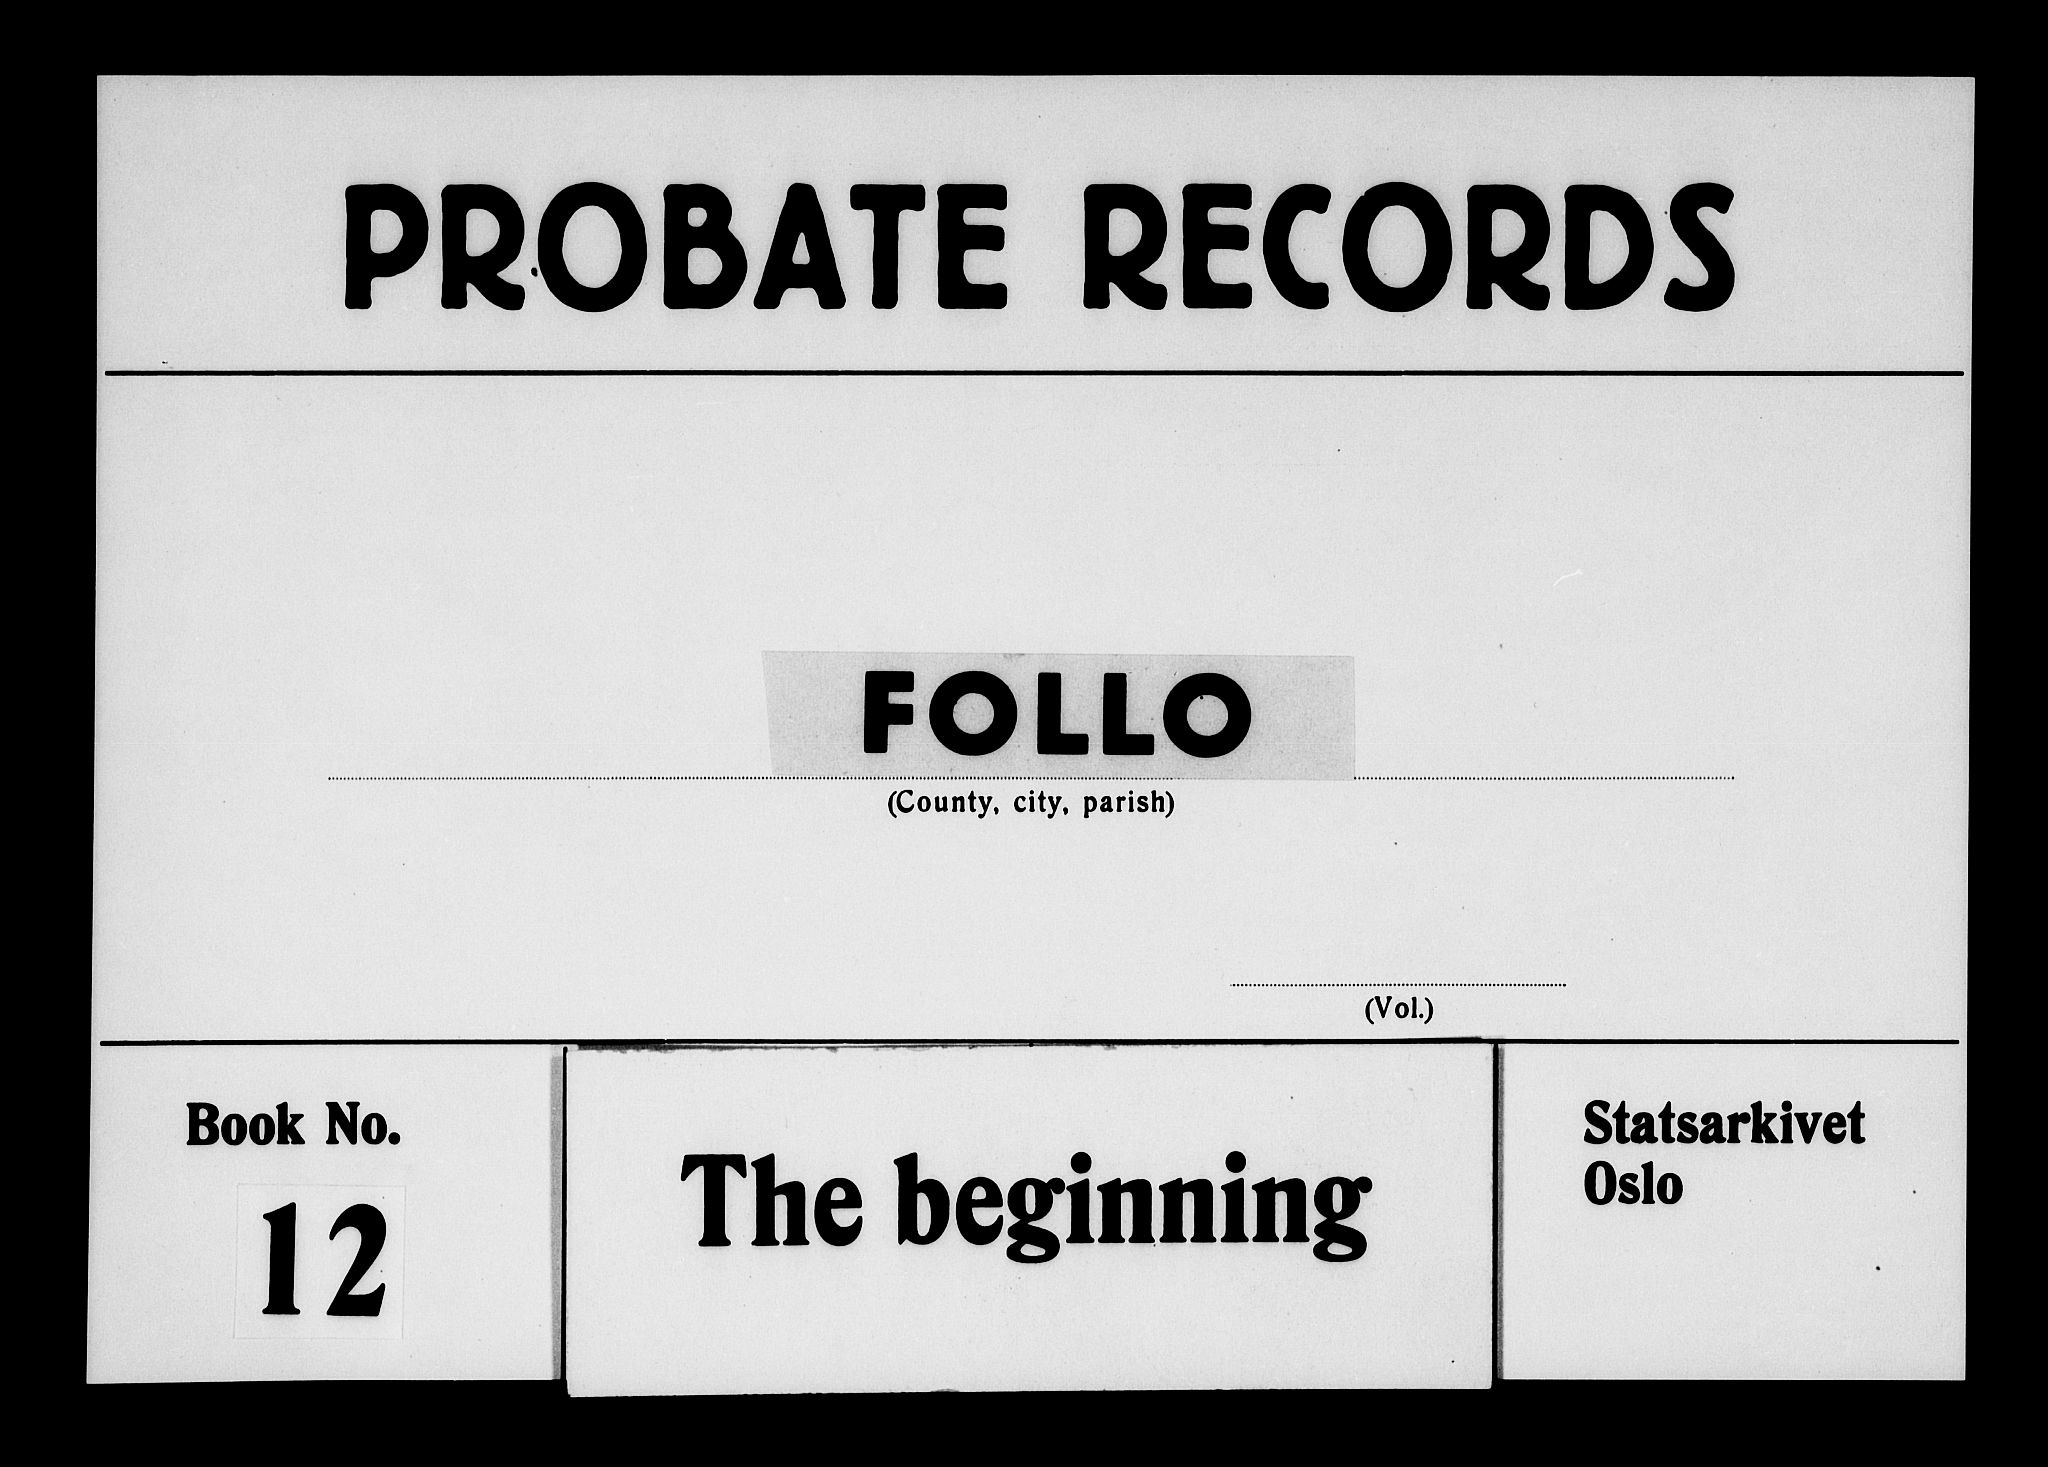 PROBATE RECORDS
FOLLO
(County, city, parish)
(Vol.)
Book No.
12
The beginning
Statsarkivet
Oslo